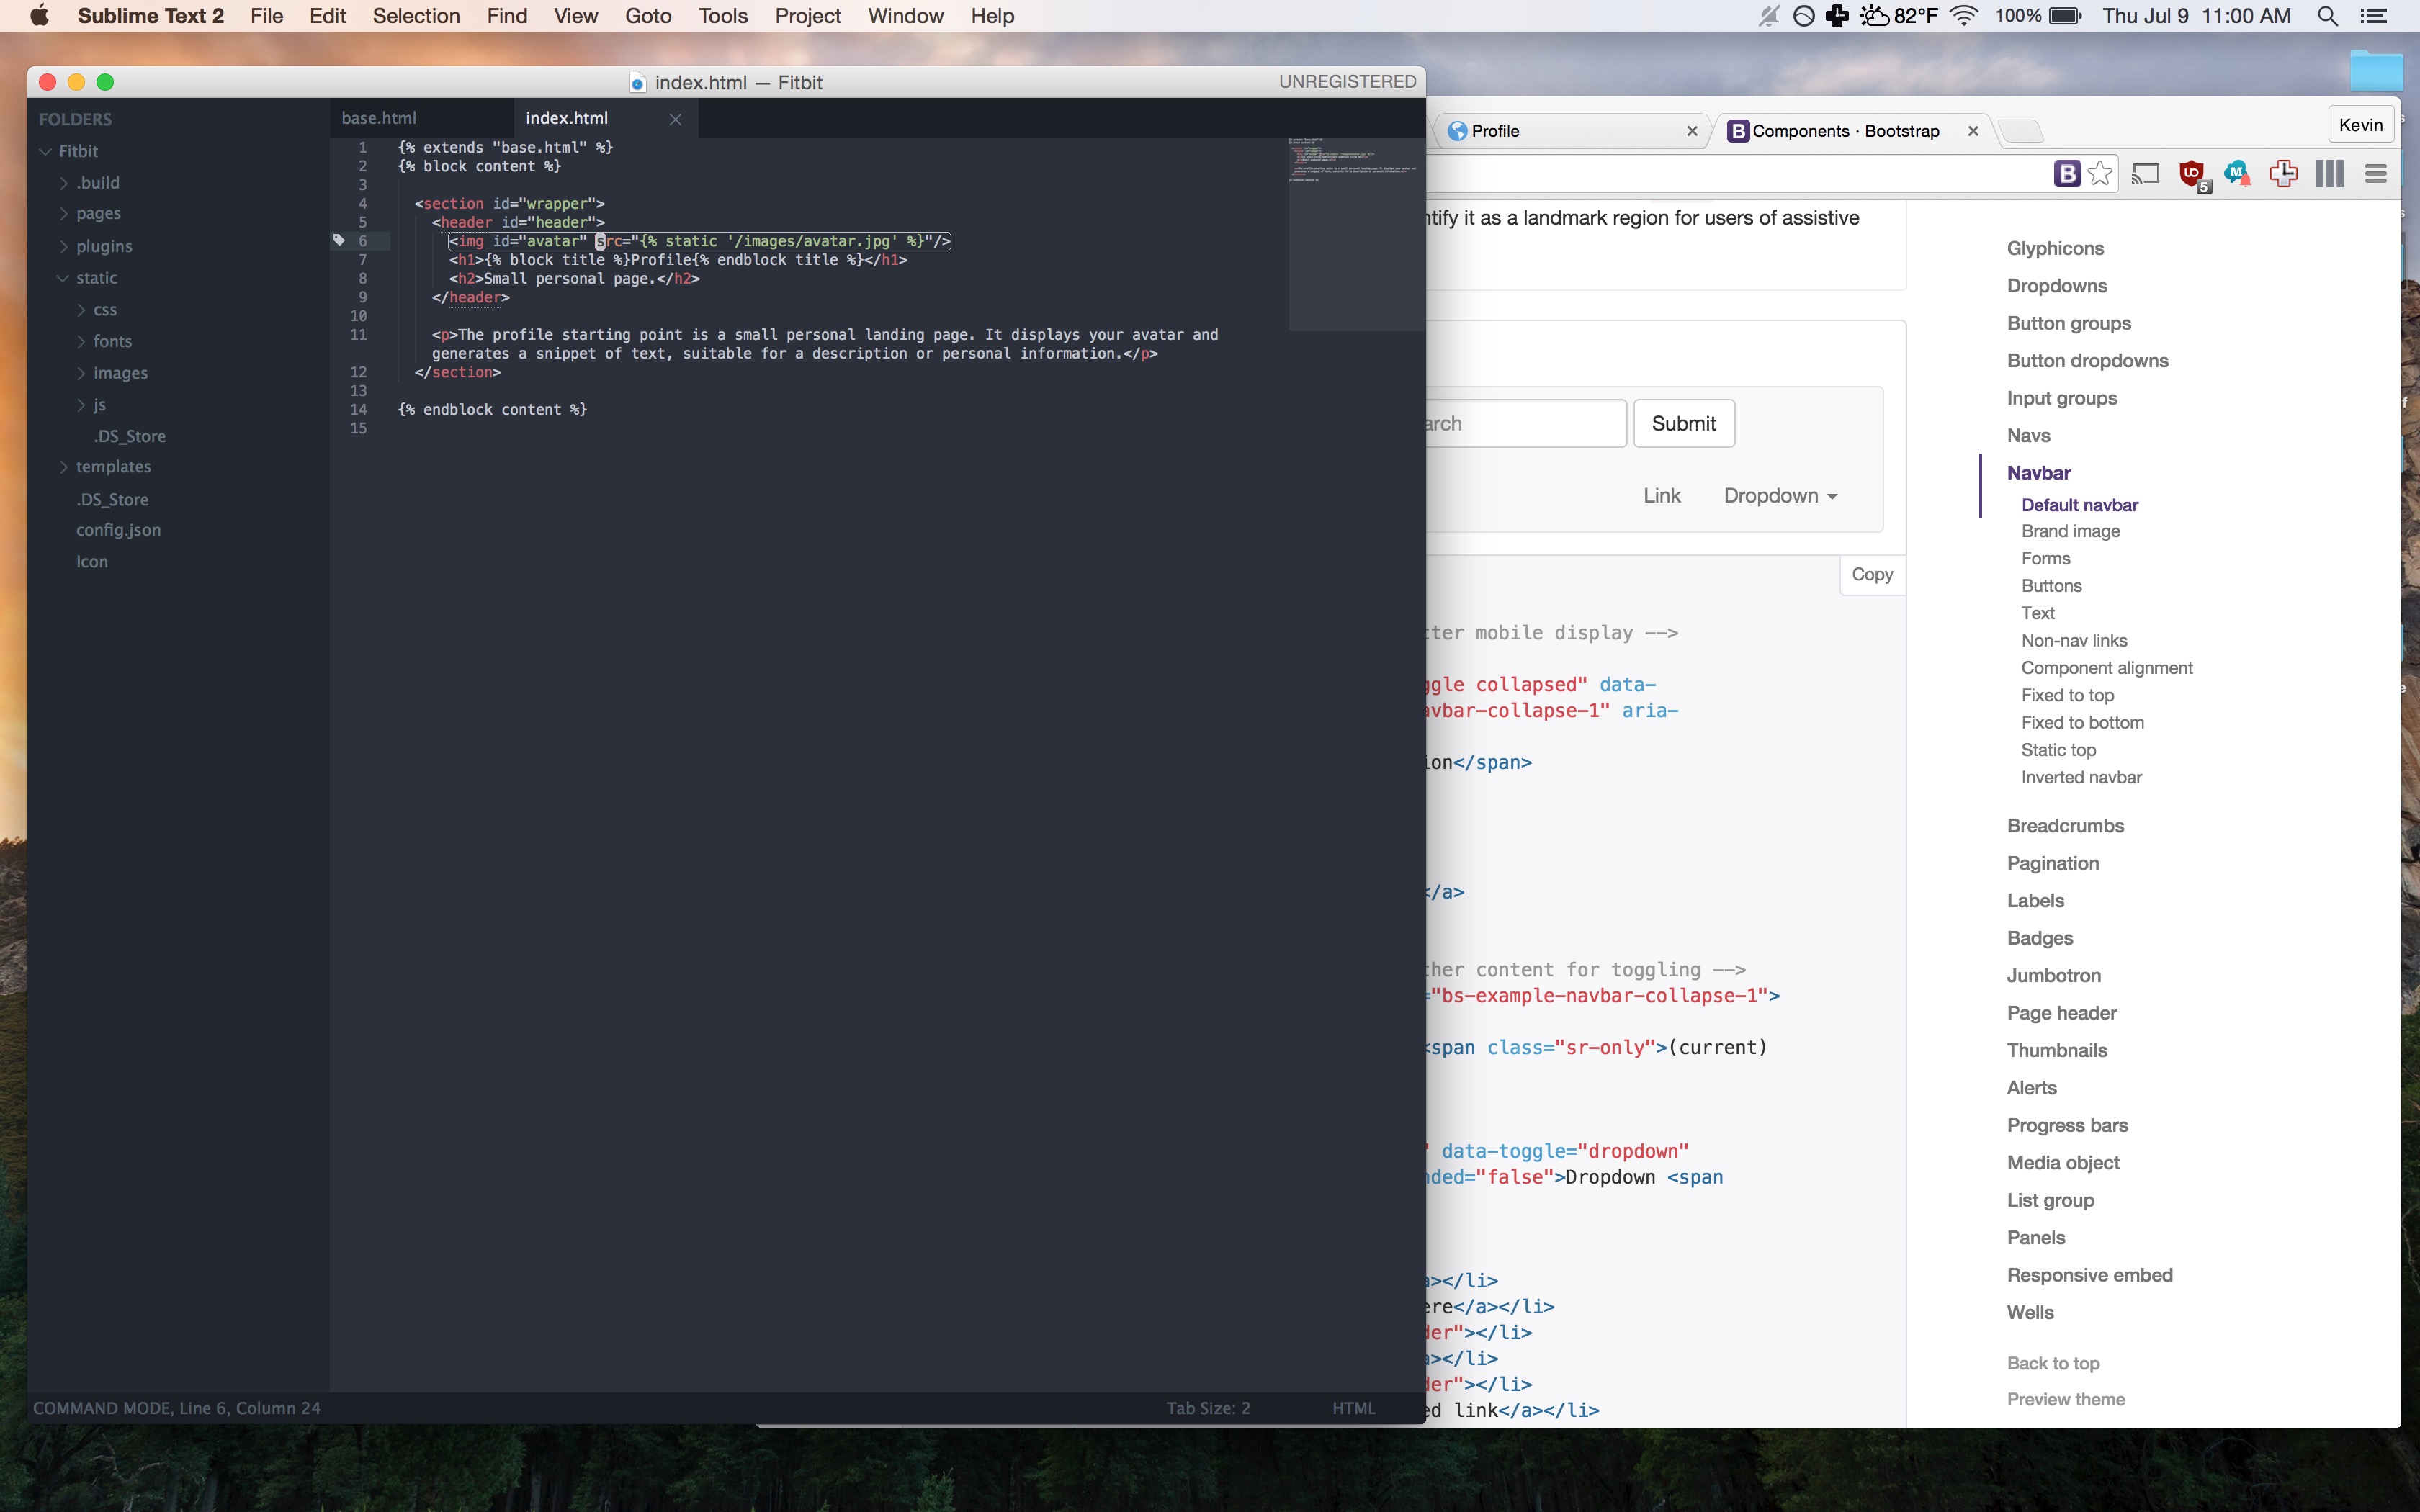 Sublime Text 2 File Edit Selection Find View Goto Tools Project Window Help
82°F 100% Thu Jul 9 11:00 AM
index.html — Fitbit UNREGISTERED
FOLDERS
Fitbit
.build
pages
plugins
static
css
fonts
images
js
.DS_Store
templates
.DS_Store
config.json
Icon
base.html index.html
1 {% extends "base.html" %}
2 {% block content %}
3
4 <section id="wrapper">
5 <header id="header">
6 <img id="avatar" src="{% static '/images/avatar.jpg' %}"/>
7 <h1>{% block title %}Profile{% endblock title %}</h1>
8 <h2>Small personal page.</h2>
9 </header>
10
11 <p>The profile starting point is a small personal landing page. It displays your avatar and
generates a snippet of text, suitable for a description or personal information.</p>
12 </section>
13
14 {% endblock content %}
15
COMMAND MODE, Line 6, Column 24 Tab Size: 2 HTML
Profile Components · Bootstrap Kevin
5
ntify it as a landmark region for users of assistive
arch Submit
Link Dropdown
Copy
tter mobile display -->
ggle collapsed" data-
avbar-collapse-1" aria-
ion</span>
</a>
ther content for toggling -->
="bs-example-navbar-collapse-1">
<span class="sr-only">(current)
" data-toggle="dropdown"
nded="false">Dropdown <span
a></li>
ere</a></li>
der"></li>
a></li>
der"></li>
ed link</a></li>
Glyphicons
Dropdowns
Button groups
Button dropdowns
Input groups
Navs
Navbar
Default navbar
Brand image
Forms
Buttons
Text
Non-nav links
Component alignment
Fixed to top
Fixed to bottom
Static top
Inverted navbar
Breadcrumbs
Pagination
Labels
Badges
Jumbotron
Page header
Thumbnails
Alerts
Progress bars
Media object
List group
Panels
Responsive embed
Wells
Back to top
Preview theme